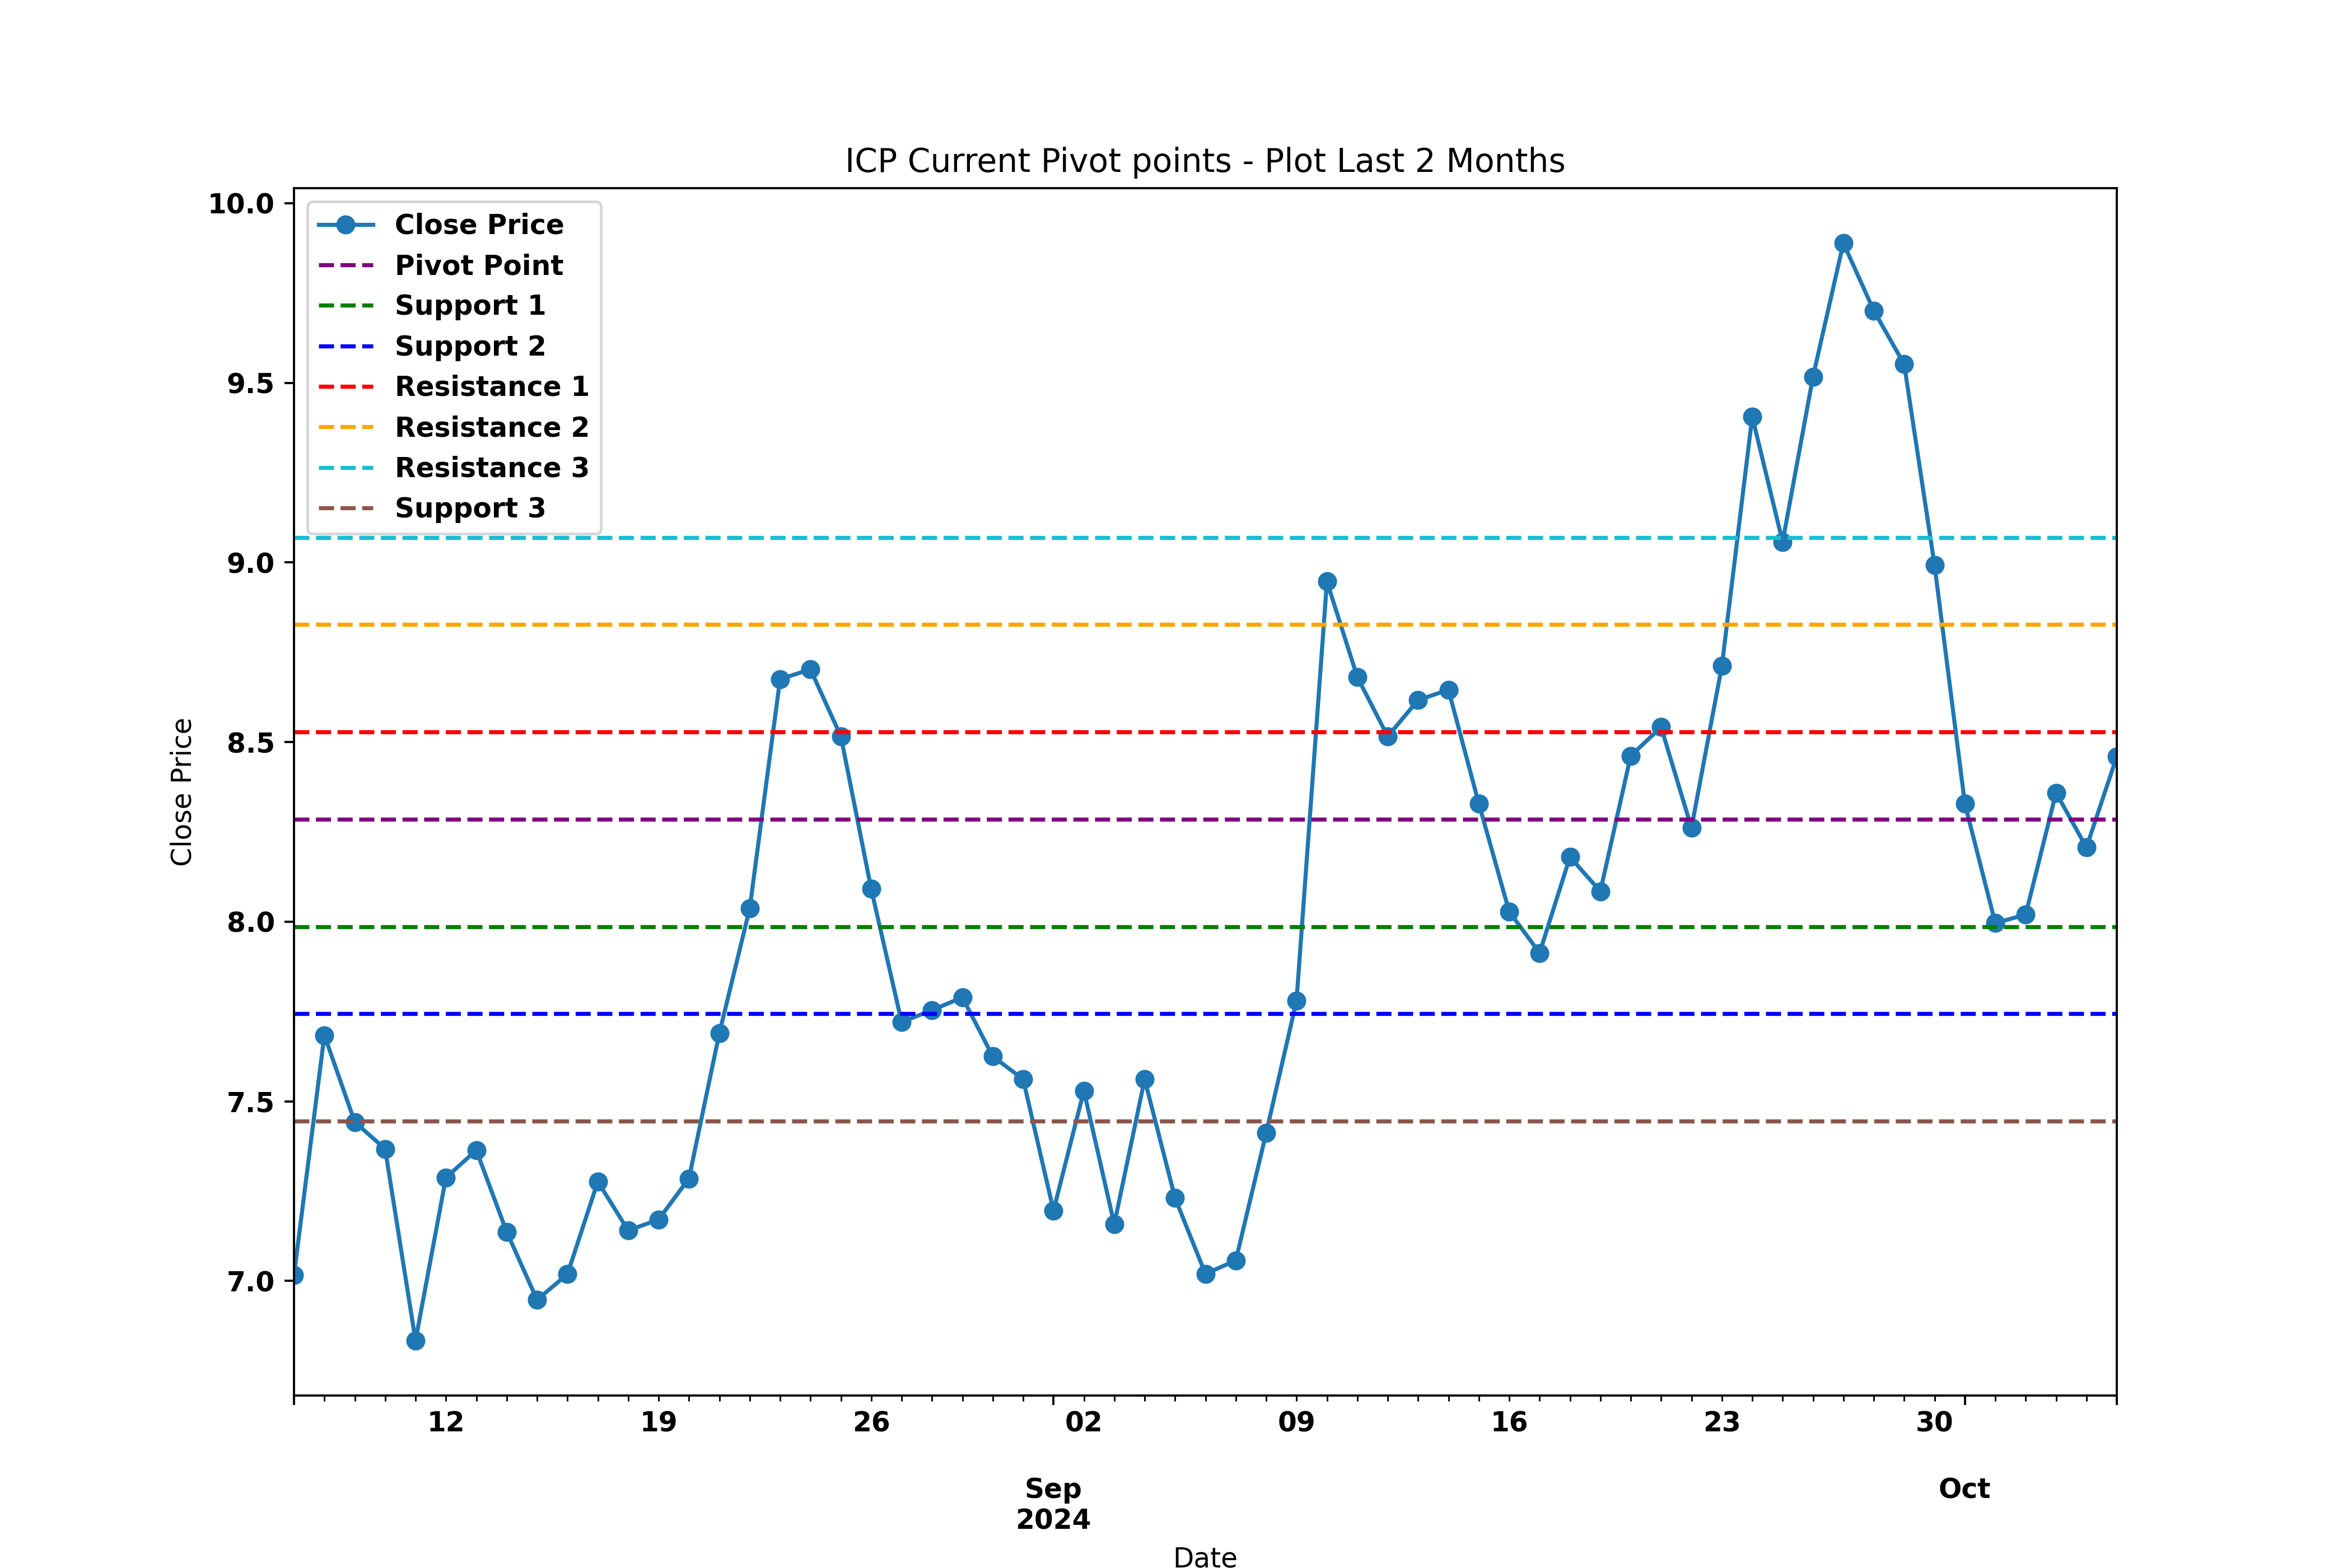 ICP Current Pivot points - Plot Last 2 Months
10.0
9.5
9.0
8.5
8.0
7.5
7.0
Close Price
Close Price
Pivot Point
Support 1
Support 2
Resistance 1
Resistance 2
Resistance 3
Support 3
12 19 26 02 09 16 23 30
Sep Oct
2024
Date